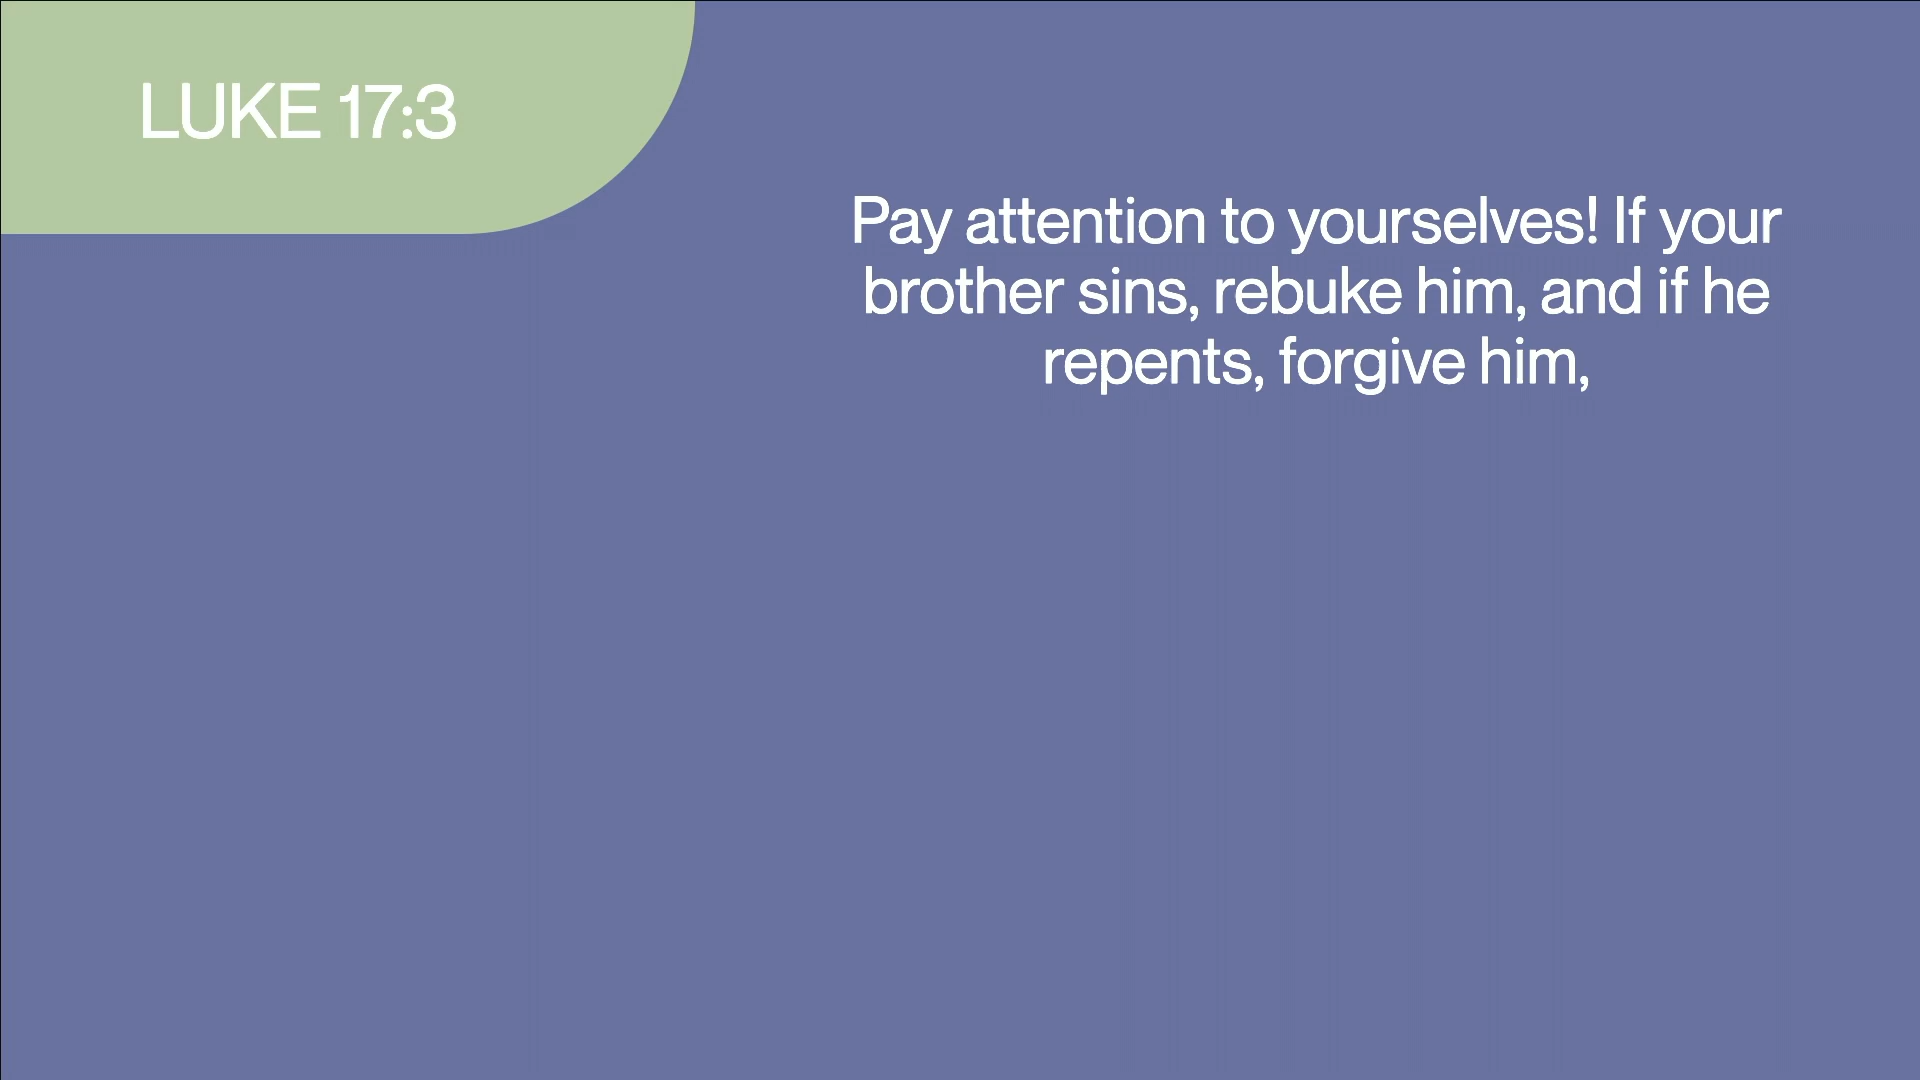 LUKE 17:3
Pay attention to yourselves! If your
brother sins, rebuke him, and if he
repents, forgive him,